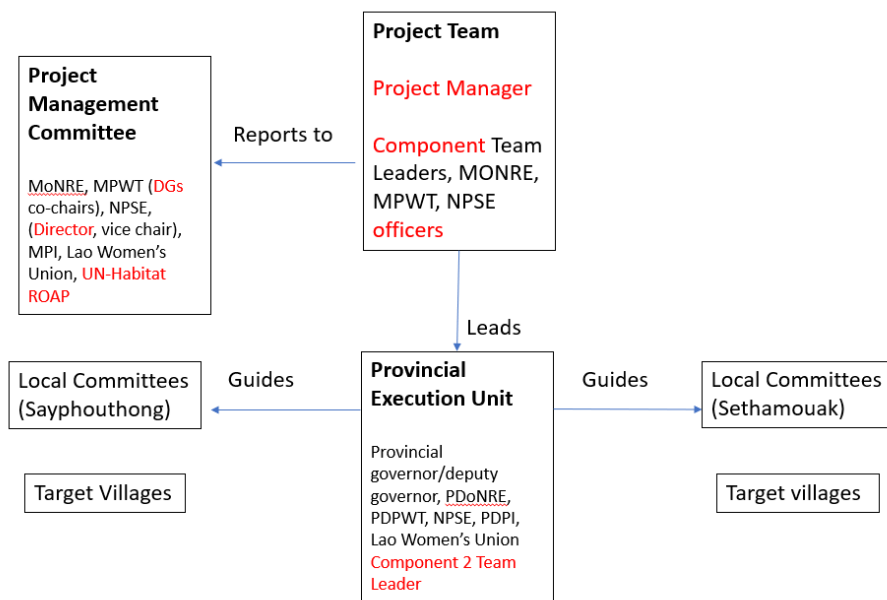 Project Team
Project Manager
Component Team
Leaders, MONRE,
MPWT, NPSE
officers
Project
Management
Committee
MoNRE, MPWT (DGs
co-chairs), NPSE,
(Director, vice chair),
MPI, Lao Women's
Union, UN-Habitat
ROAP
Reports to
Leads
Local Committees
(Sayphouthong)
Guides
Provincial
Execution Unit
Provincial
governor/deputy
governor, PDoNRE,
PDPWT, NPSE, PDPI,
Lao Women's Union
Component 2 Team
Leader
Guides
Local Committees
(Sethamouak)
Target Villages
Target villages